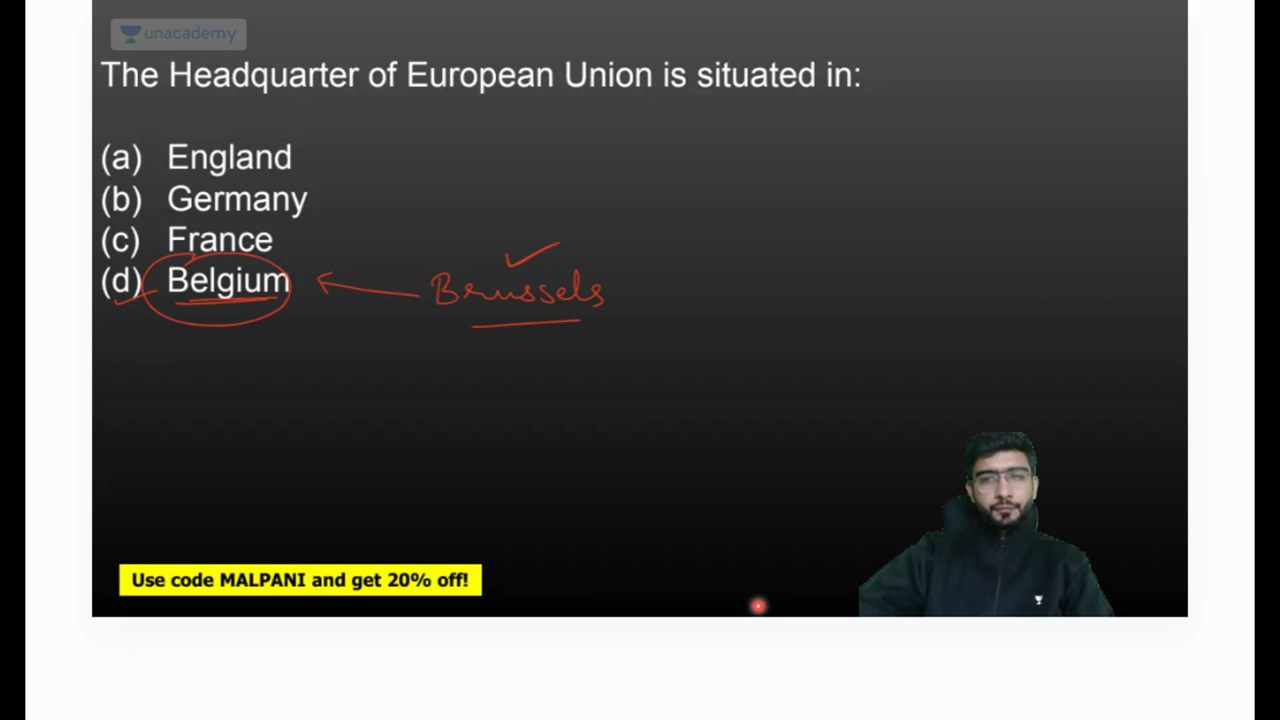 unacademy
The Headquarter of European Union is situated in:
(a) England
(b) Germany
(c) France
(d) Belgium
Brussels
Use code MALPANI and get 20% off!